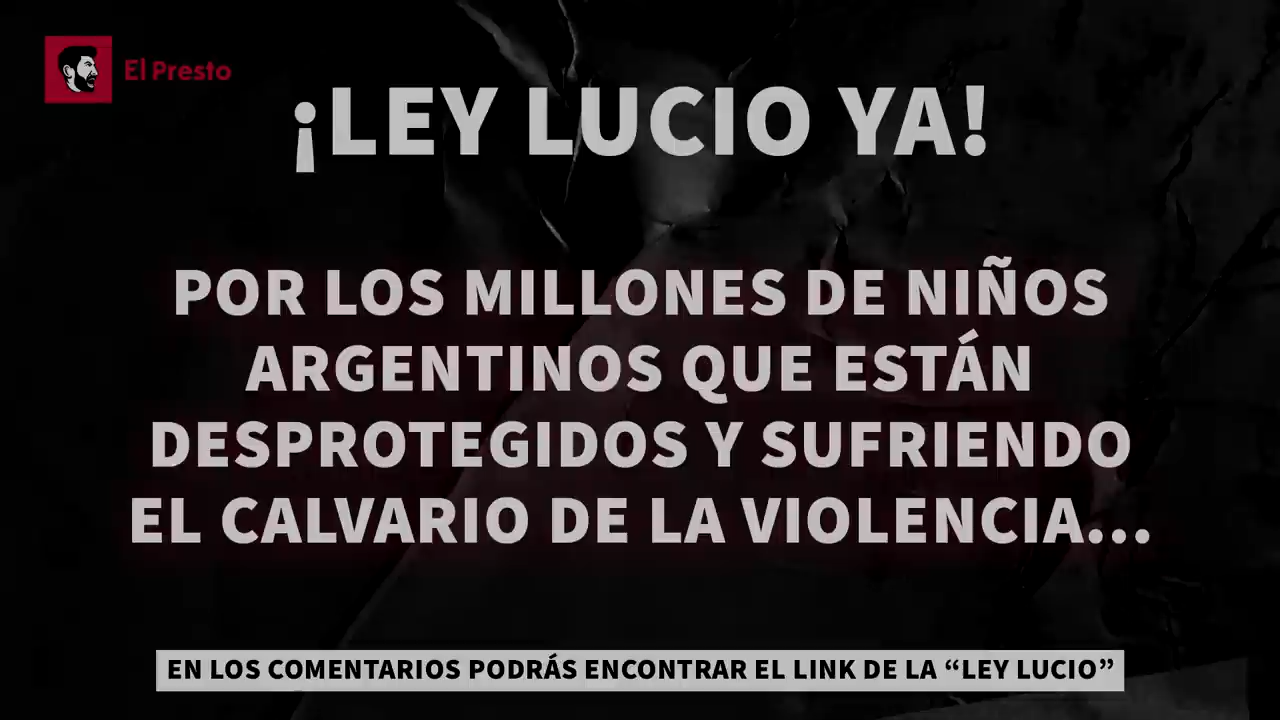 El Presto
¡LEY LUCIO YA!
POR LOS MILLONES DE NIÑOS
ARGENTINOS QUE ESTÁN
DESPROTEGIDOS Y SUFRIENDO
EL CALVARIO DE LA VIOLENCIA...
EN LOS COMENTARIOS PODRÁS ENCONTRAR EL LINK DE LA “LEY LUCIO”